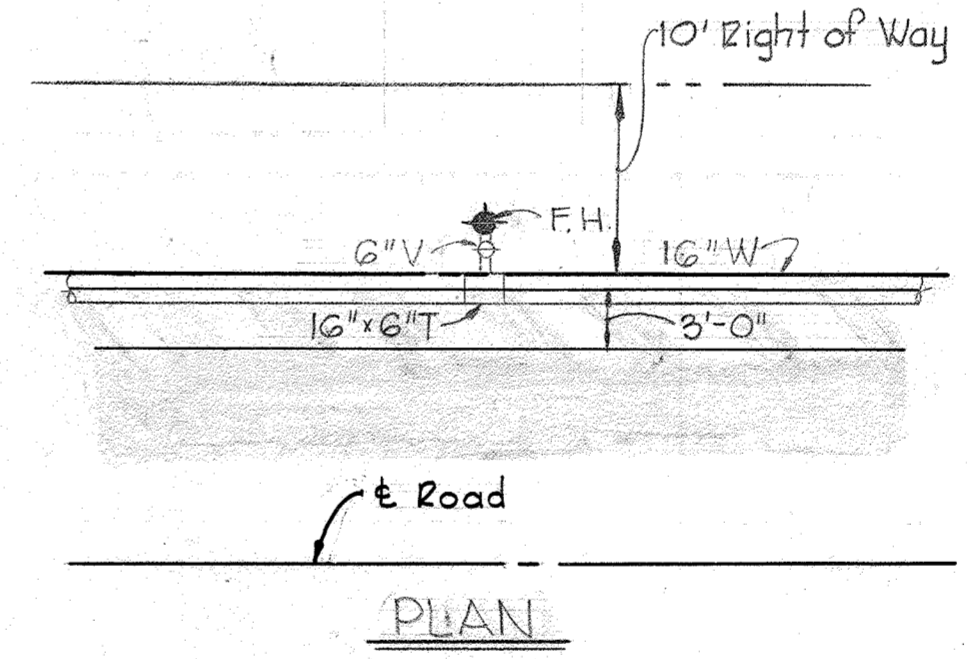 10' Right of Way
F.H.
6"V
16"W
16"x6"T
3'-0"
℄ Road
PLAN